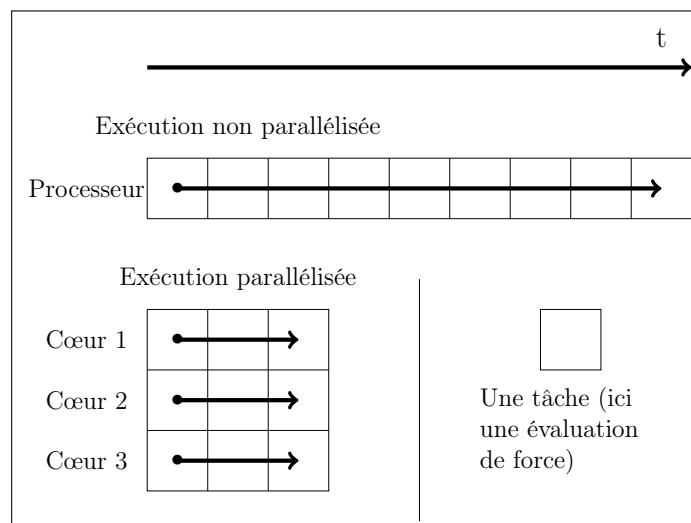 t
Exécution non parallélisée
Processeur
Exécution parallélisée
Cœur 1
Cœur 2
Cœur 3
Une tâche (ici
une évaluation
de force)